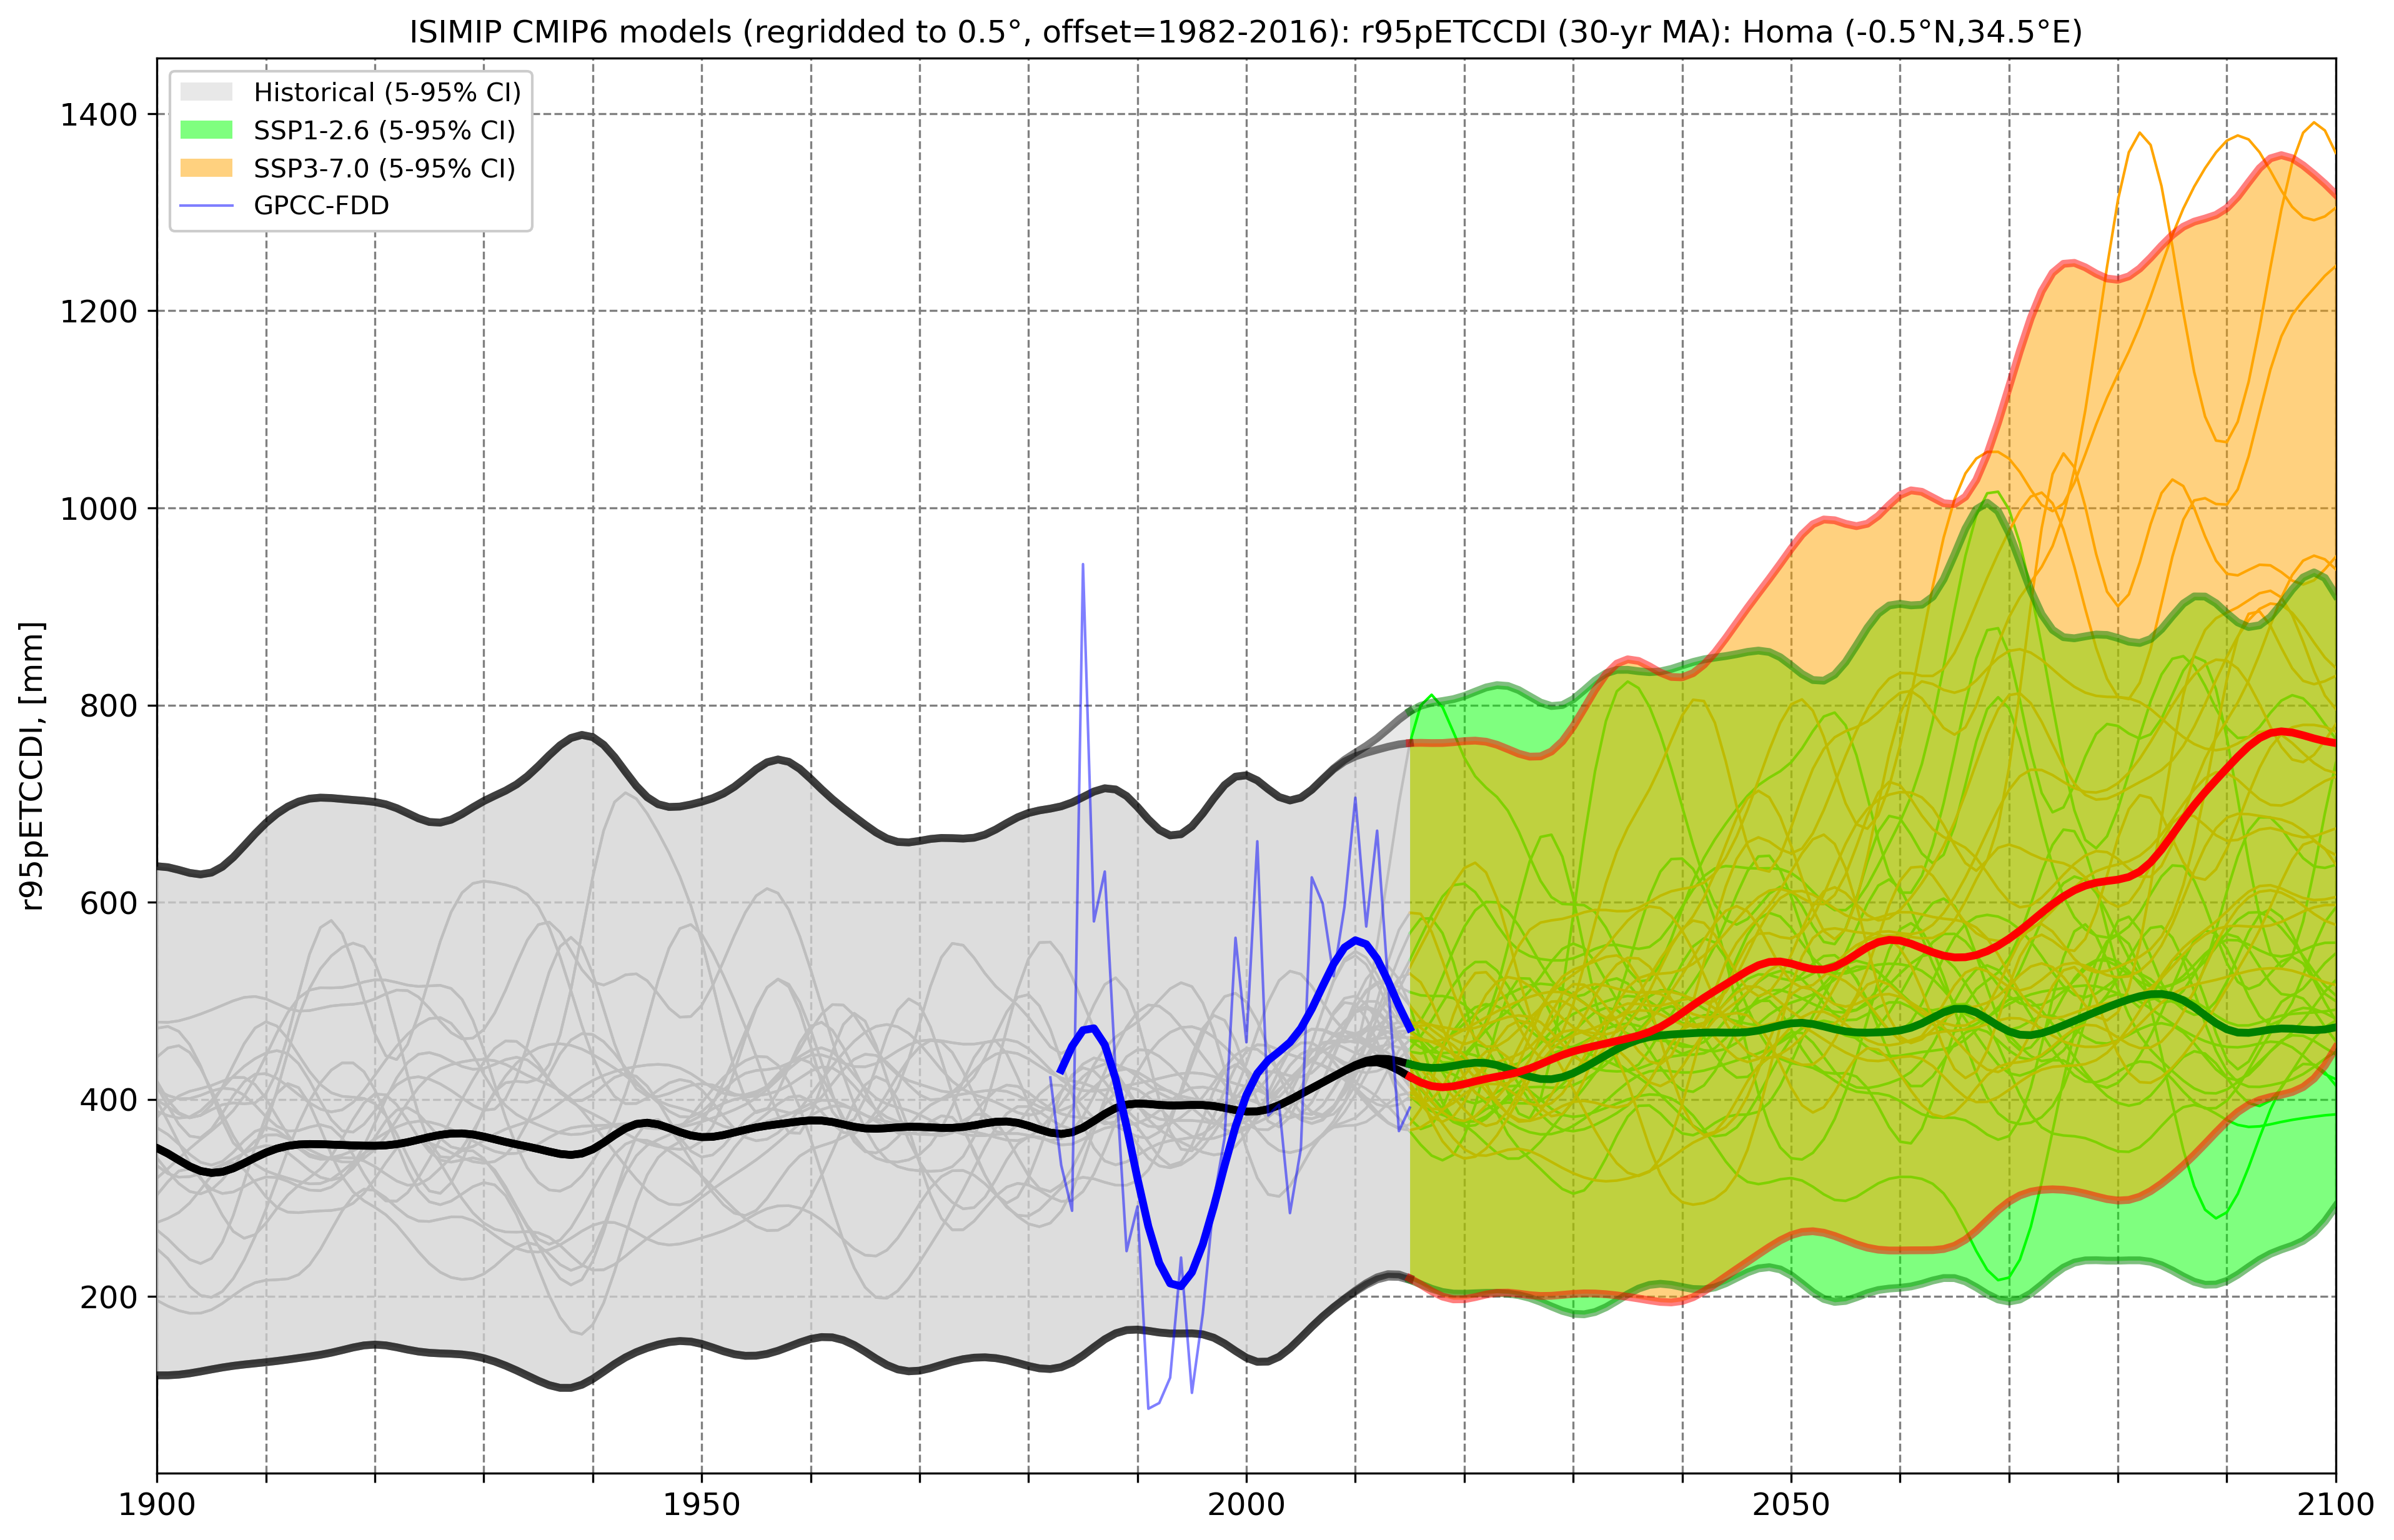 ISIMIP CMIP6 models (regridded to 0.5°, offset=1982-2016): r95pETCCDI (30-yr MA): Homa (-0.5°N,34.5°E)
Historical (5-95% CI)
SSP1-2.6 (5-95% CI)
SSP3-7.0 (5-95% CI)
GPCC-FDD
r95pETCCDI, [mm]
1400
1200
1000
800
600
400
200
1900
1950
2000
2050
2100